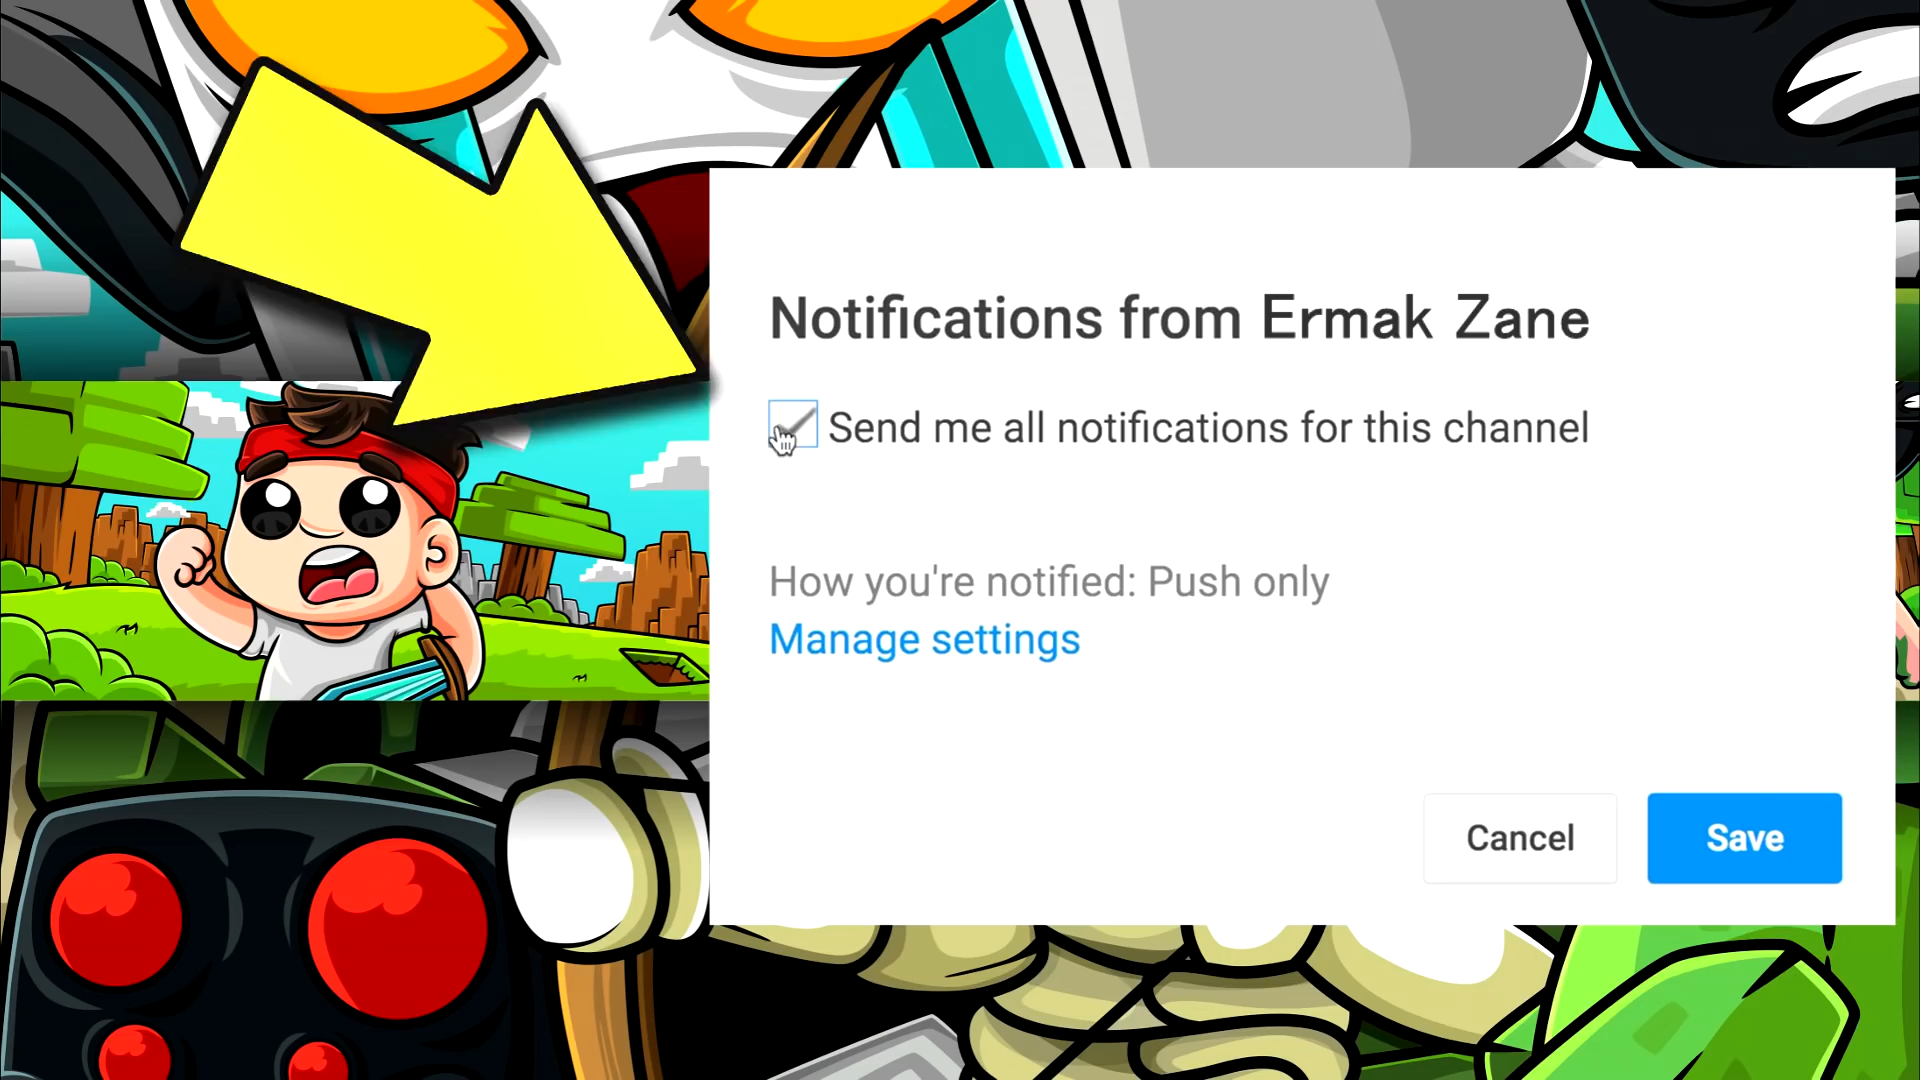 Notifications from Ermak Zane
Send me all notifications for this channel
How you're notified: Push only
Manage settings
Cancel
Save